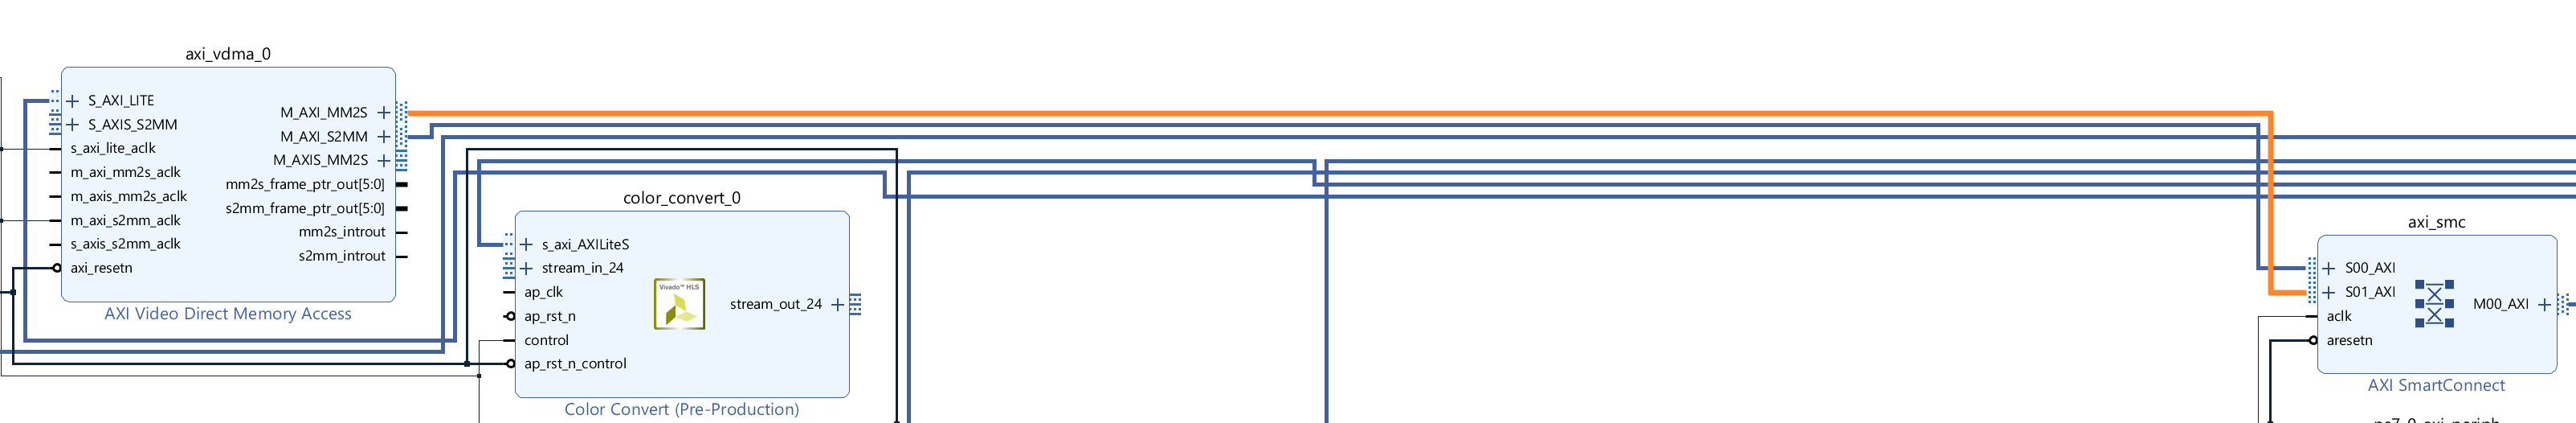 axi_vdma_0
S_AXI_LITE
S_AXIS_S2MM
s_axi_lite_aclk
m_axi_mm2s_aclk
m_axis_mm2s_aclk
m_axi_s2mm_aclk
s_axis_s2mm_aclk
axi_resetn
M_AXI_MM2S
M_AXI_S2MM
M_AXIS_MM2S
mm2s_frame_ptr_out[5:0]
s2mm_frame_ptr_out[5:0]
mm2s_introut
s2mm_introut
AXI Video Direct Memory Access
color_convert_0
s_axi_AXILiteS
stream_in_24
ap_clk
ap_rst_n
control
ap_rst_n_control
Vivado™ HLS
stream_out_24
Color Convert (Pre-Production)
axi_smc
S00_AXI
S01_AXI
aclk
aresetn
M00_AXI
AXI SmartConnect